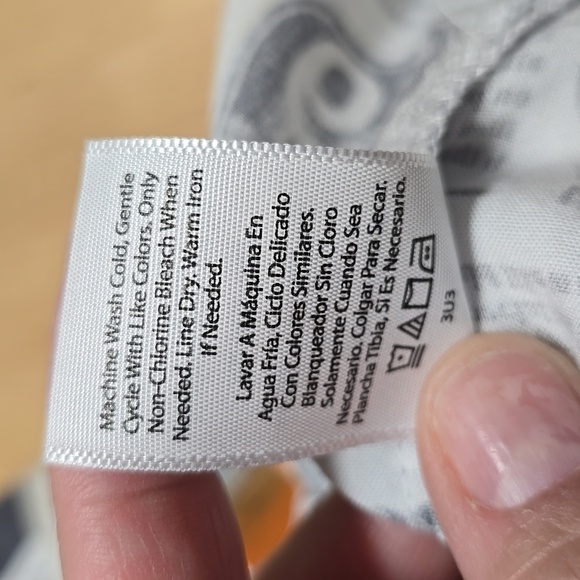 Machine Wash Cold, Gentle
Cycle With Like Colors. Only
Non-Chlorine Bleach When
Needed. Line Dry Warm Iron
If Needed.
Lavar A Máquina En
Agua Fría, Ciclo Delicado
Con Colores Similares.
Blanqueador Sin Cloro
Solamente Cuando Sea
Necesario. Colgar Para Secar.
Plancha Tibia, Si Es Necesario.
3U3